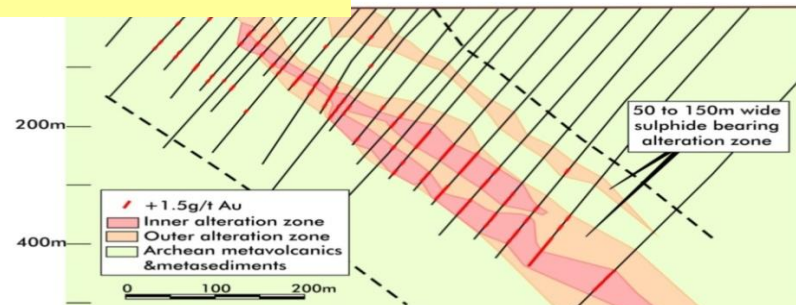 50 to 150m wide
sulphide bearing
alteration zone
200m
+1.5g/t Au
Inner alteration zone
Outer alteration zone
400m
Archean metavolcanics
&metasediments
0 100 200m